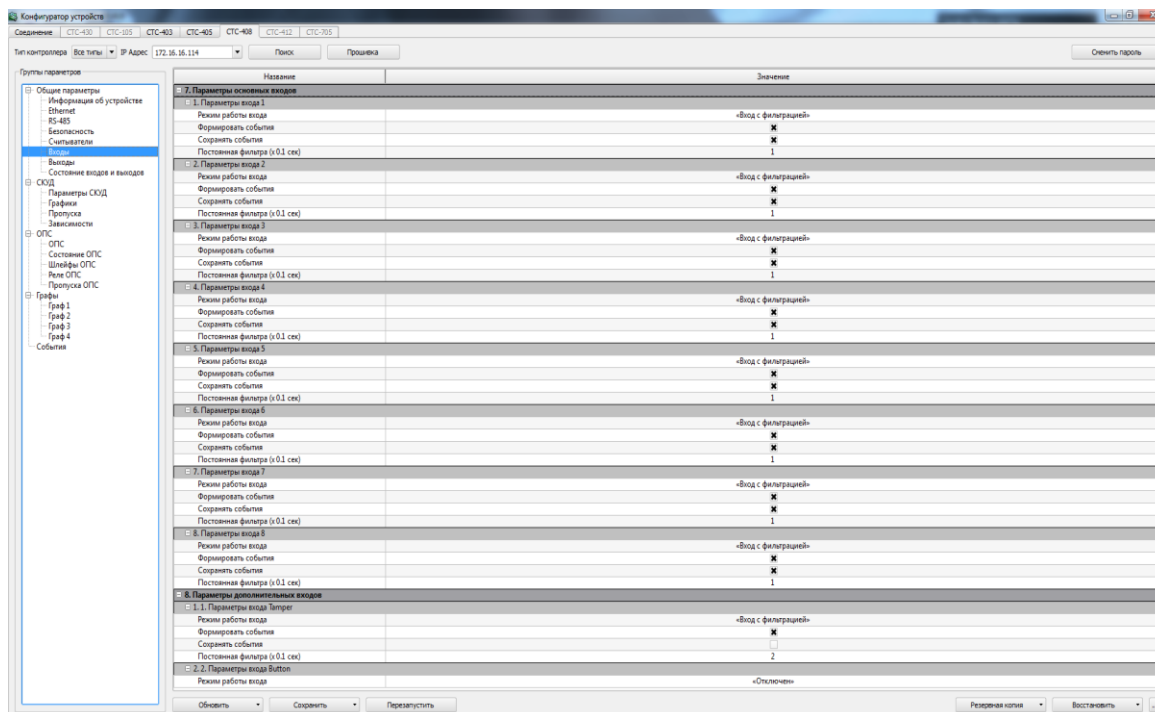 Конфигуратор устройств
Соединение СТС-430 СТС-105 СТС-403 СТС-405 СТС-408 СТС-412 СТС-705
Тип контроллера Все типы IP Адрес 172.16.16.114 Поиск Прошивка Сменить пароль
Группы параметров
Общие параметры
Информация об устройстве
Ethernet
RS-485
Безопасность
Считыватели
Входы
Выходы
Состояние входов и выходов
СКУД
Параметры СКУД
Графики
Пропуска
Зависимости
ОПС
ОПС
Состояние ОПС
Шлейфы ОПС
Реле ОПС
Пропуска ОПС
Графы
Граф 1
Граф 2
Граф 3
Граф 4
События
Название Значение
7. Параметры основных входов
1. Параметры входа 1
Режим работы входа «Вход с фильтрацией»
Формировать события
Сохранять события
Постоянная фильтра (x 0.1 сек) 1
2. Параметры входа 2
Режим работы входа «Вход с фильтрацией»
Формировать события
Сохранять события
Постоянная фильтра (x 0.1 сек) 1
3. Параметры входа 3
Режим работы входа «Вход с фильтрацией»
Формировать события
Сохранять события
Постоянная фильтра (x 0.1 сек) 1
4. Параметры входа 4
Режим работы входа «Вход с фильтрацией»
Формировать события
Сохранять события
Постоянная фильтра (x 0.1 сек) 1
5. Параметры входа 5
Режим работы входа «Вход с фильтрацией»
Формировать события
Сохранять события
Постоянная фильтра (x 0.1 сек) 1
6. Параметры входа 6
Режим работы входа «Вход с фильтрацией»
Формировать события
Сохранять события
Постоянная фильтра (x 0.1 сек) 1
7. Параметры входа 7
Режим работы входа «Вход с фильтрацией»
Формировать события
Сохранять события
Постоянная фильтра (x 0.1 сек) 1
8. Параметры входа 8
Режим работы входа «Вход с фильтрацией»
Формировать события
Сохранять события
Постоянная фильтра (x 0.1 сек) 1
8. Параметры дополнительных входов
1. 1. Параметры входа Tamper
Режим работы входа «Вход с фильтрацией»
Формировать события
Сохранять события
Постоянная фильтра (x 0.1 сек) 2
2. 2. Параметры входа Button
Режим работы входа «Отключен»
Обновить Сохранить Перезапустить Резервная копия Восстановить ...